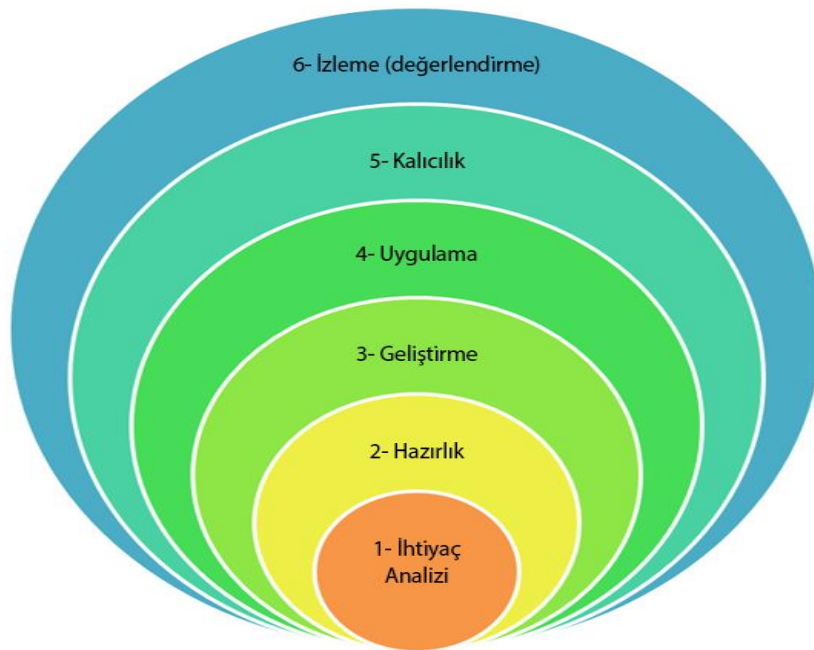 6- İzleme (değerlendirme)
5- Kalıcılık
4- Uygulama
3- Geliştirme
2- Hazırlık
1- İhtiyaç
Analizi